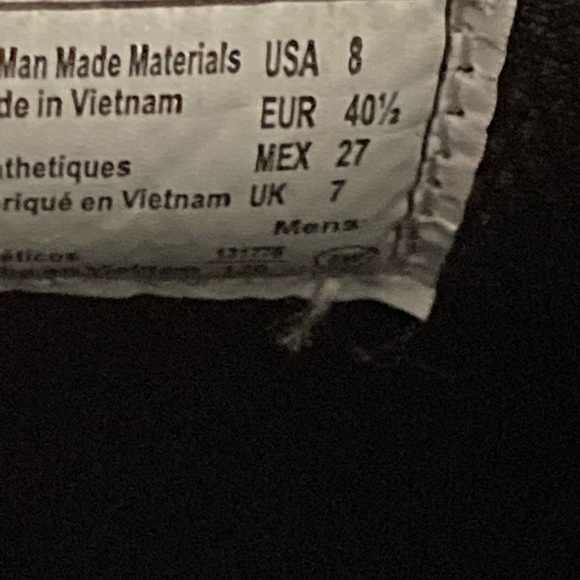 Man Made Materials USA 8
de in Vietnam EUR 40½
thetiques MEX 27
riqué en Vietnam UK 7
Mens
éticos